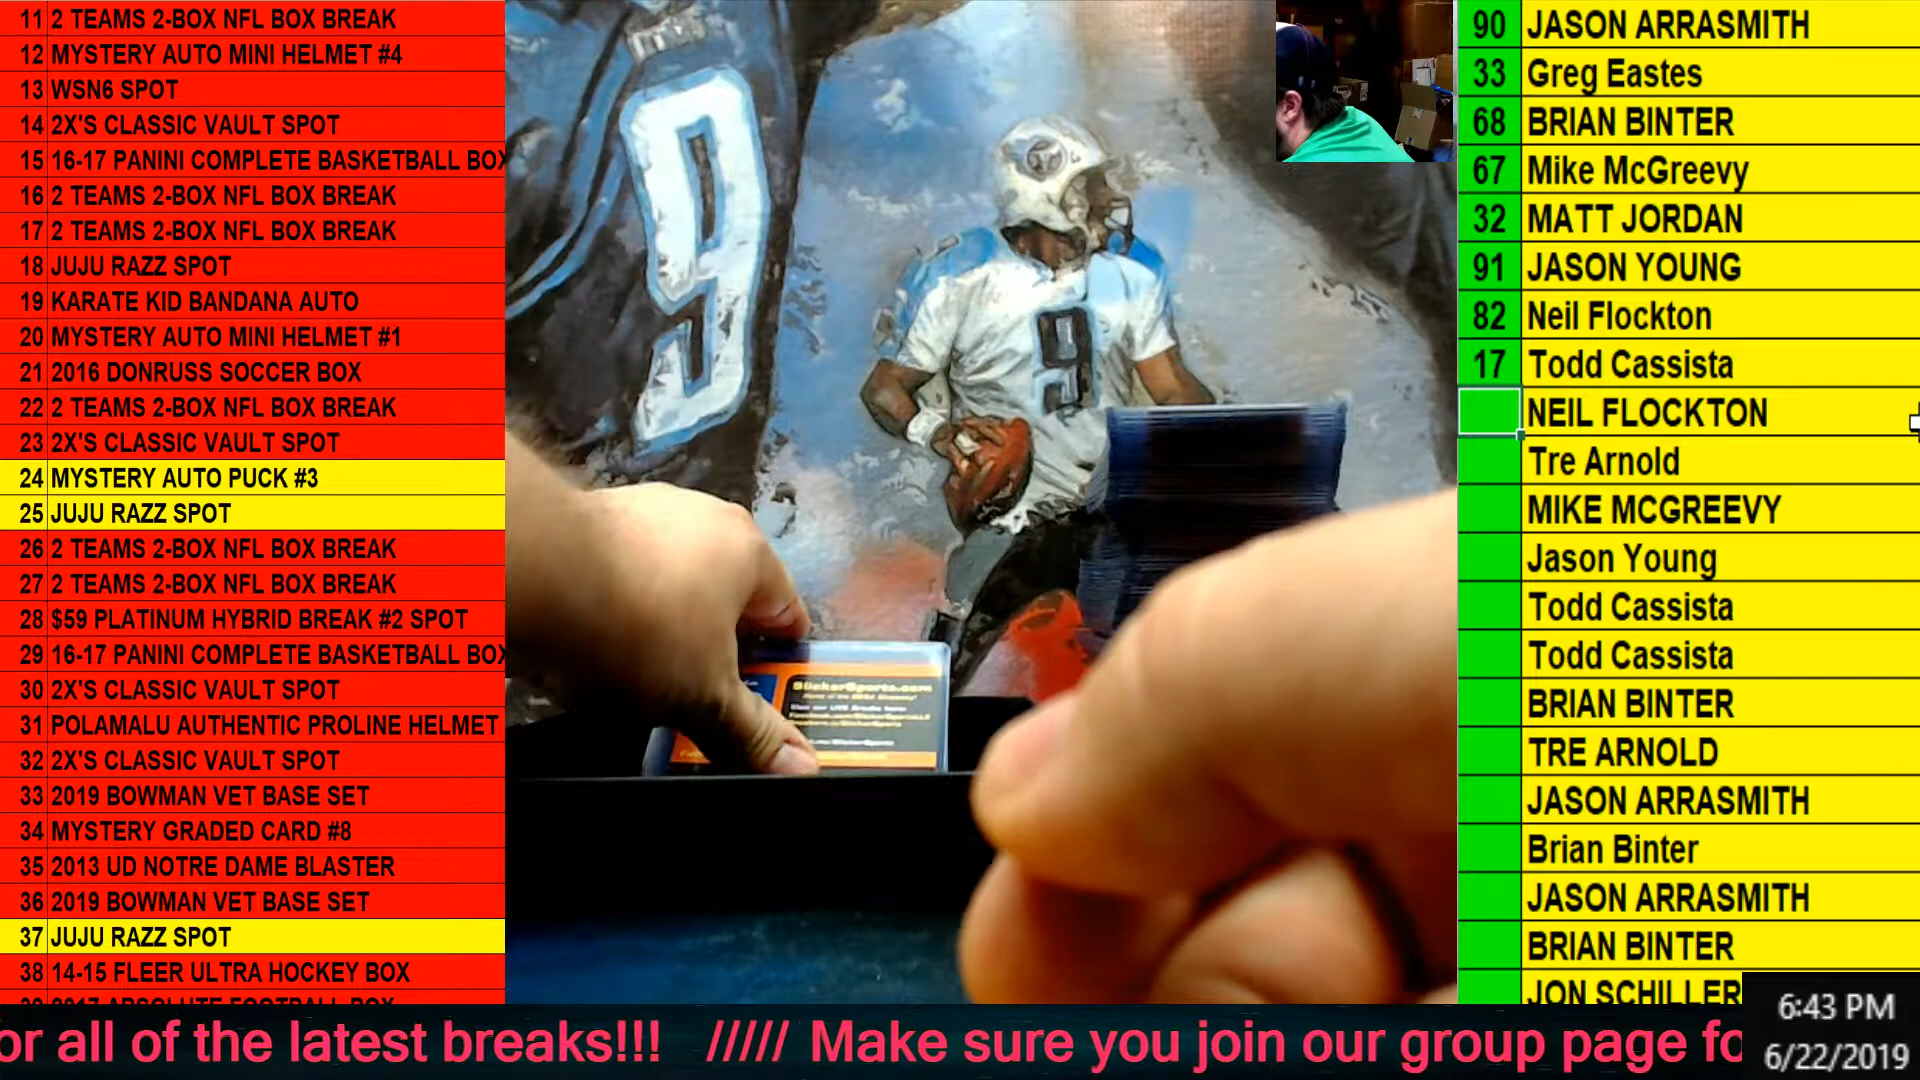 11 2 TEAMS 2-BOX NFL BOX BREAK
12 MYSTERY AUTO MINI HELMET #4
13 WSN6 SPOT
14 2X'S CLASSIC VAULT SPOT
15 16-17 PANINI COMPLETE BASKETBALL BOX
16 2 TEAMS 2-BOX NFL BOX BREAK
17 2 TEAMS 2-BOX NFL BOX BREAK
18 JUJU RAZZ SPOT
19 KARATE KID BANDANA AUTO
20 MYSTERY AUTO MINI HELMET #1
21 2016 DONRUSS SOCCER BOX
22 2 TEAMS 2-BOX NFL BOX BREAK
23 2X'S CLASSIC VAULT SPOT
24 MYSTERY AUTO PUCK #3
25 JUJU RAZZ SPOT
26 2 TEAMS 2-BOX NFL BOX BREAK
27 2 TEAMS 2-BOX NFL BOX BREAK
28 $59 PLATINUM HYBRID BREAK #2 SPOT
29 16-17 PANINI COMPLETE BASKETBALL BOX
30 2X'S CLASSIC VAULT SPOT
31 POLAMALU AUTHENTIC PROLINE HELMET
32 2X'S CLASSIC VAULT SPOT
33 2019 BOWMAN VET BASE SET
34 MYSTERY GRADED CARD #8
35 2013 UD NOTRE DAME BLASTER
36 2019 BOWMAN VET BASE SET
37 JUJU RAZZ SPOT
38 14-15 FLEER ULTRA HOCKEY BOX
39 2017 ABSOLUTE FOOTBALL BOX
9
9
SlickerSports.com
90 JASON ARRASMITH
33 Greg Eastes
68 BRIAN BINTER
67 Mike McGreevy
32 MATT JORDAN
91 JASON YOUNG
82 Neil Flockton
17 Todd Cassista
NEIL FLOCKTON
Tre Arnold
MIKE MCGREEVY
Jason Young
Todd Cassista
Todd Cassista
BRIAN BINTER
TRE ARNOLD
JASON ARRASMITH
Brian Binter
JASON ARRASMITH
BRIAN BINTER
JON SCHILLER
or all of the latest breaks!!! ///// Make sure you join our group page fo
6:43 PM
6/22/2019